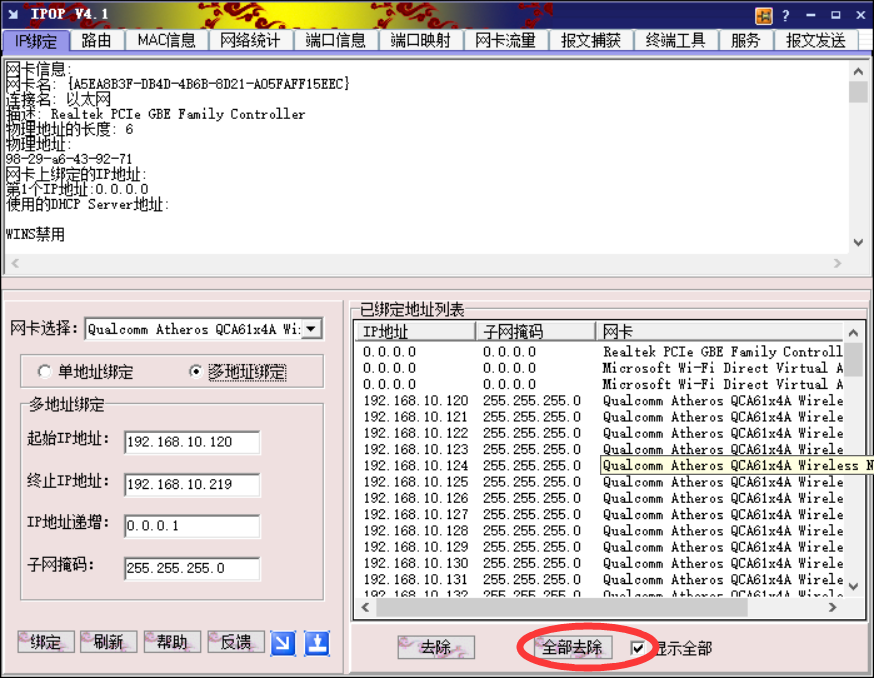 IPOP V4.1
IP绑定 路由 MAC信息 网络统计 端口信息 端口映射 网卡流量 报文捕获 终端工具 服务 报文发送
网卡信息:
网卡名: {A5EA8B3F-DB4D-4B6B-8D21-A05FAFF15EEC}
连接名: 以太网
描述: Realtek PCIe GBE Family Controller
物理地址的长度: 6
物理地址:
98-29-a6-43-92-71
网卡上绑定的IP地址:
第1个IP地址:0.0.0.0
使用的DHCP Server地址:
WINS禁用
网卡选择: Qualcomm Atheros QCA61x4A Wi:
单地址绑定 多地址绑定
多地址绑定
起始IP地址: 192.168.10.120
终止IP地址: 192.168.10.219
IP地址递增: 0.0.0.1
子网掩码: 255.255.255.0
绑定 刷新 帮助 反馈
已绑定地址列表
IP地址 子网掩码 网卡
0.0.0.0 0.0.0.0 Realtek PCIe GBE Family Controll
0.0.0.0 0.0.0.0 Microsoft Wi-Fi Direct Virtual A
0.0.0.0 0.0.0.0 Microsoft Wi-Fi Direct Virtual A
192.168.10.120 255.255.255.0 Qualcomm Atheros QCA61x4A Wirele
192.168.10.121 255.255.255.0 Qualcomm Atheros QCA61x4A Wirele
192.168.10.122 255.255.255.0 Qualcomm Atheros QCA61x4A Wirele
192.168.10.123 255.255.255.0 Qualcomm Atheros QCA61x4A Wirele
192.168.10.124 255.255.255.0 Qualcomm Atheros QCA61x4A Wireless N
192.168.10.125 255.255.255.0 Qualcomm Atheros QCA61x4A Wirele
192.168.10.126 255.255.255.0 Qualcomm Atheros QCA61x4A Wirele
192.168.10.127 255.255.255.0 Qualcomm Atheros QCA61x4A Wirele
192.168.10.128 255.255.255.0 Qualcomm Atheros QCA61x4A Wirele
192.168.10.129 255.255.255.0 Qualcomm Atheros QCA61x4A Wirele
192.168.10.130 255.255.255.0 Qualcomm Atheros QCA61x4A Wirele
192.168.10.131 255.255.255.0 Qualcomm Atheros QCA61x4A Wirele
192.168.10.132 255.255.255.0 Qualcomm Atheros QCA61x4A Wirele
去除 全部去除 显示全部